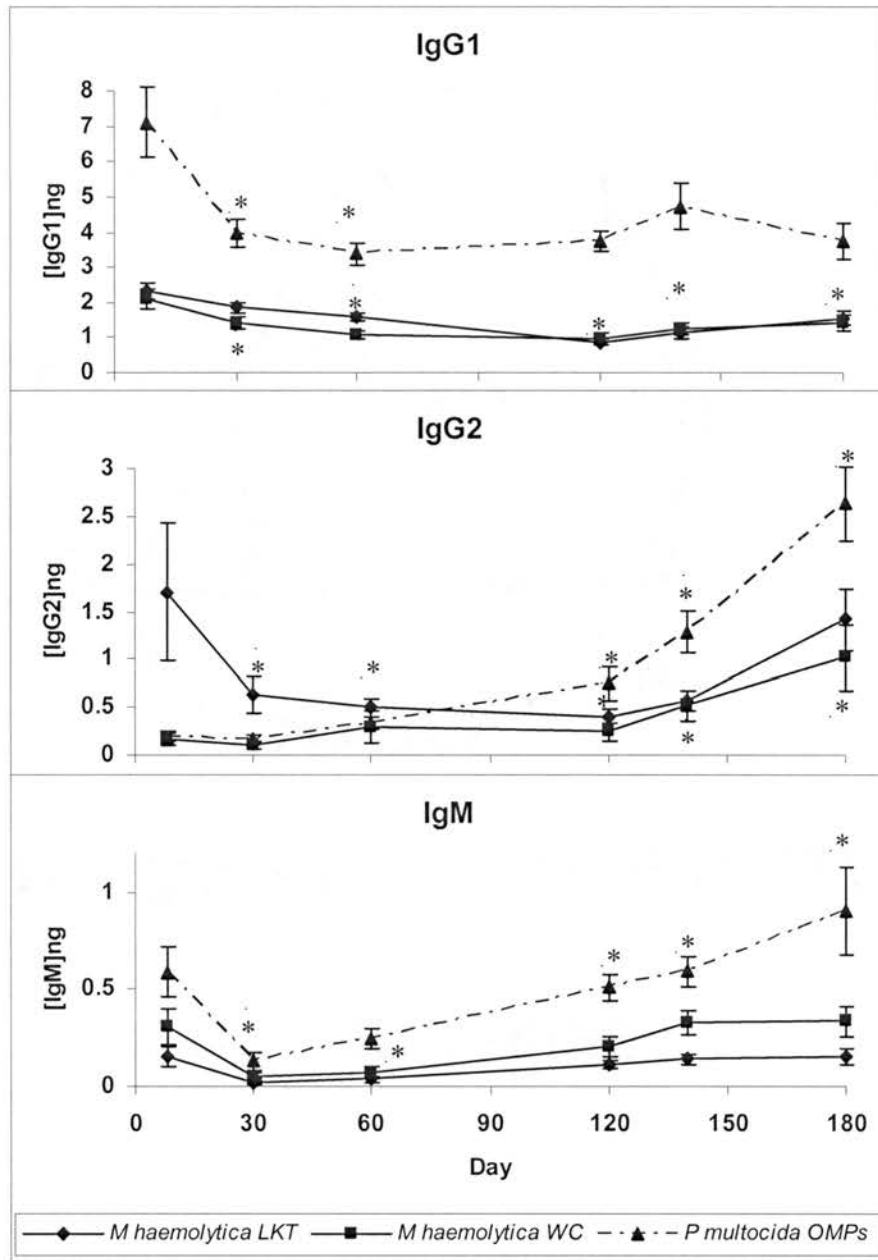 IgG1
8
7
6
5
4
3
2
1
0
[IgG1]ng
* * * * * * *
IgG2
3
2.5
2
1.5
1
0.5
0
[IgG2]ng
* * * * * * *
IgM
1
0.5
0
[IgM]ng
* * * * *
0 30 60 90 120 150 180
Day
M haemolytica LKT M haemolytica WC P multocida OMPs